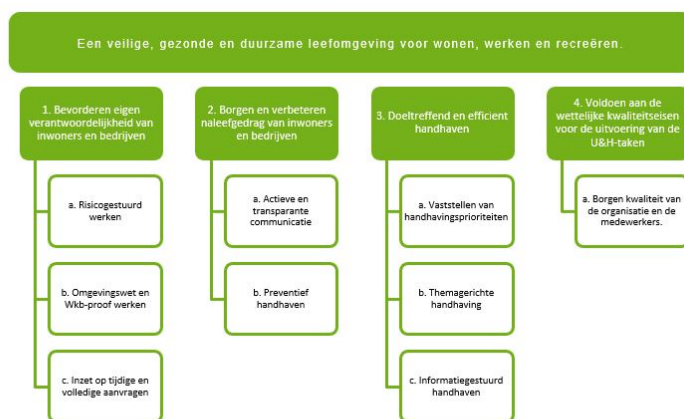 Een veilige, gezonde en duurzame leefomgeving voor wonen, werken en recreëren.
1. Bevorderen eigen
verantwoordelijkheid van
inwoners en bedrijven
a. Risicogestuurd
werken
b. Omgevingswet en
Wkb-proof werken
c. Inzet op tijdige en
volledige aanvragen
2. Borgen en verbeteren
naleefgedrag van inwoners
en bedrijven
a. Actieve en
transparante
communicatie
b. Preventief
handhaven
3. Doeltreffend en efficient
handhaven
a. Vaststellen van
handhavingsprioriteiten
b. Themagerichte
handhaving
c. Informatiegestuurd
handhaven
4. Voldoen aan de
wettelijke kwaliteitseisen
voor de uitvoering van de
U&H-taken
a. Borgen kwaliteit van
de organisatie en de
medewerkers.